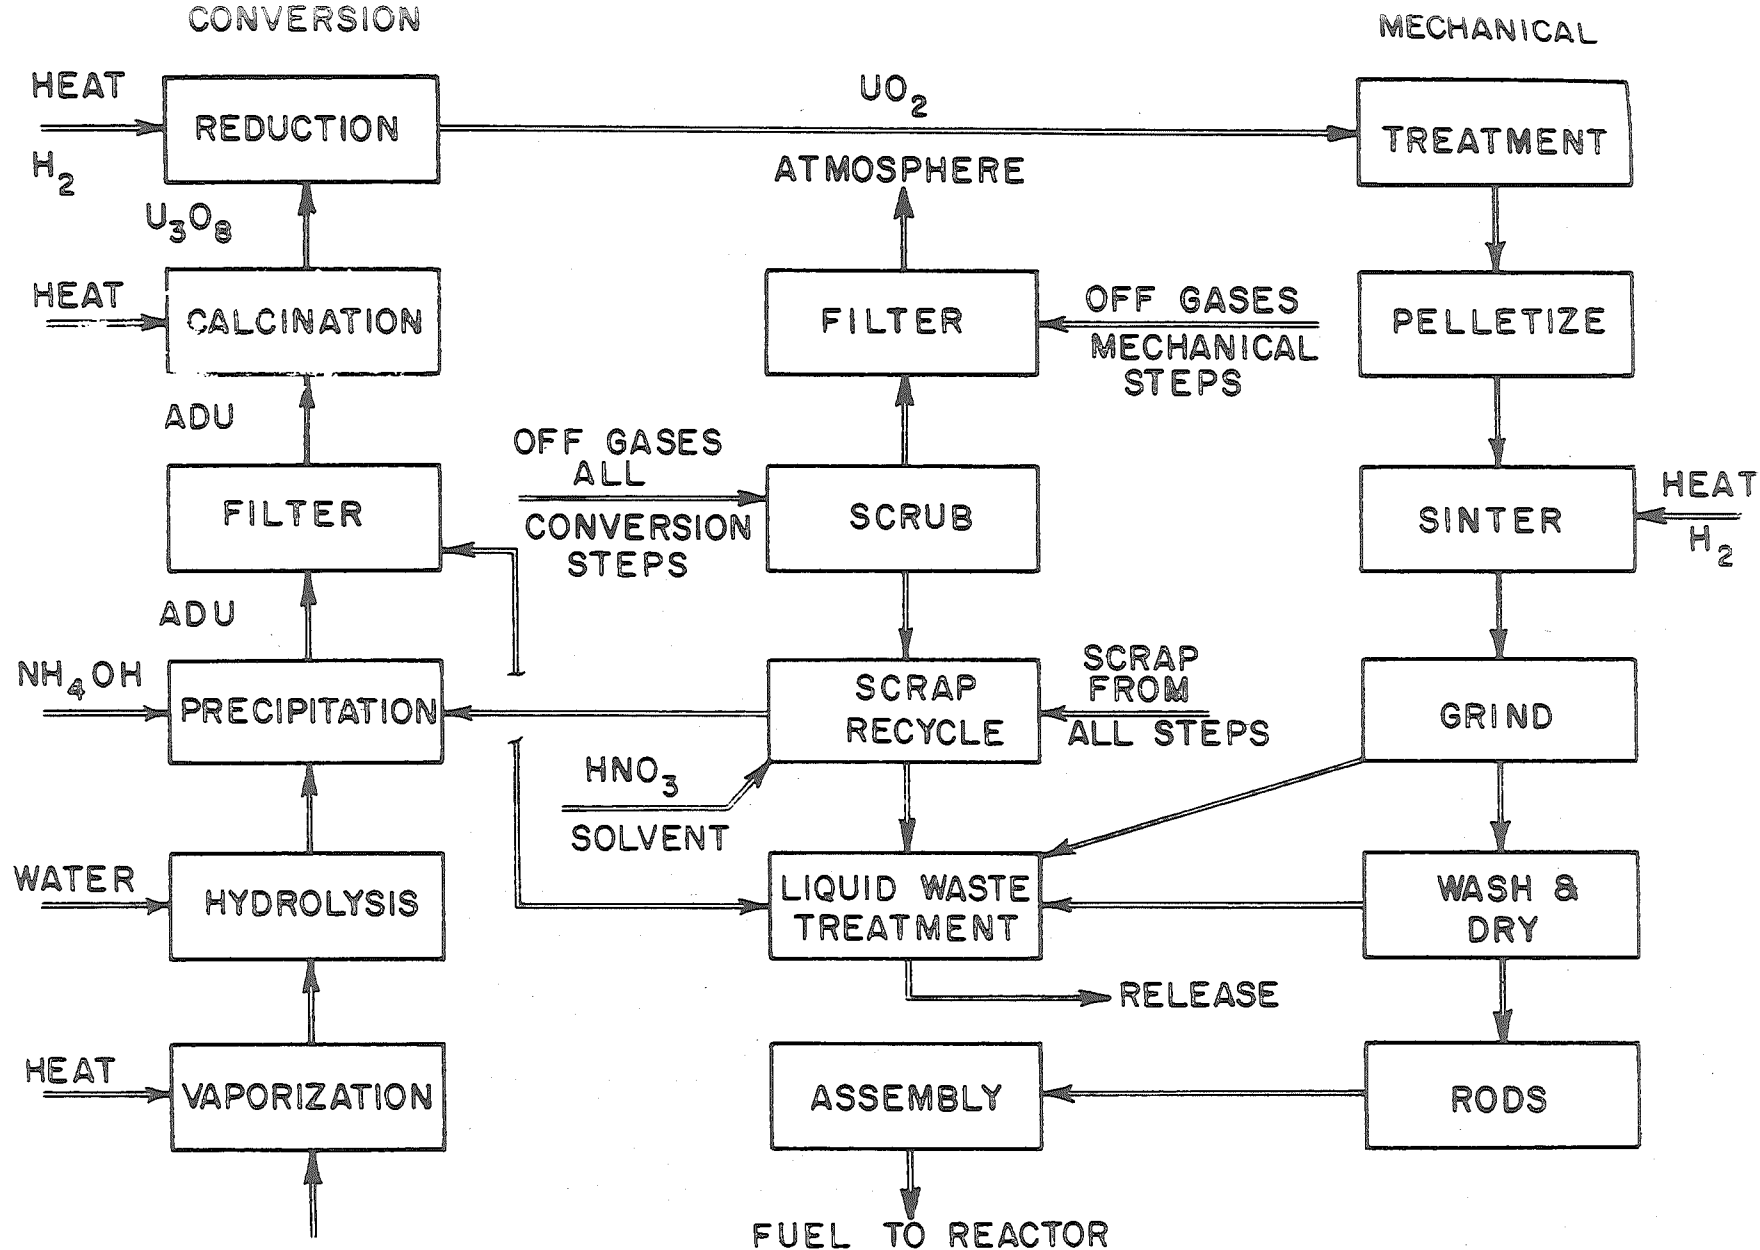 CONVERSION
MECHANICAL
HEAT
H2
REDUCTION
UO2
TREATMENT
ATMOSPHERE
U3O8
HEAT
CALCINATION
FILTER
OFF GASES
MECHANICAL
STEPS
PELLETIZE
ADU
OFF GASES
ALL
CONVERSION
STEPS
FILTER
SCRUB
SINTER
HEAT
H2
ADU
NH4OH
PRECIPITATION
SCRAP
RECYCLE
SCRAP
FROM
ALL STEPS
GRIND
HNO3
SOLVENT
WATER
HYDROLYSIS
LIQUID WASTE
TREATMENT
WASH &
DRY
RELEASE
HEAT
VAPORIZATION
ASSEMBLY
RODS
FUEL TO REACTOR